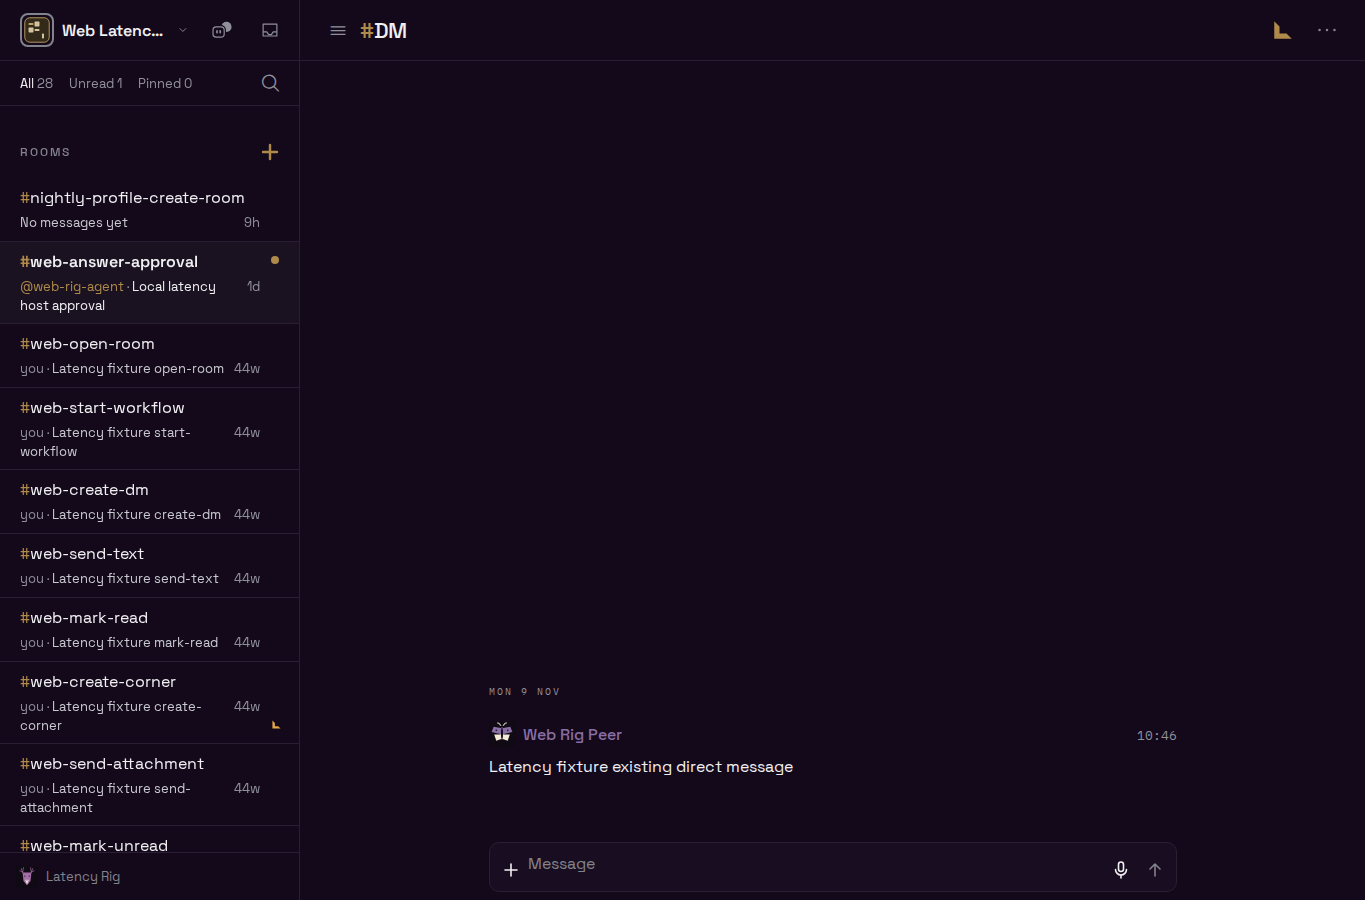 Web Latenc...
All 28 Unread 1 Pinned 0
ROOMS
#nightly-profile-create-room
No messages yet 9h
#web-answer-approval
@web-rig-agent · Local latency 1d
host approval
#web-open-room
you · Latency fixture open-room 44w
#web-start-workflow
you · Latency fixture start- 44w
workflow
#web-create-dm
you · Latency fixture create-dm 44w
#web-send-text
you · Latency fixture send-text 44w
#web-mark-read
you · Latency fixture mark-read 44w
#web-create-corner
you · Latency fixture create- 44w
corner
#web-send-attachment
you · Latency fixture send- 44w
attachment
#web-mark-unread
Latency Rig
#DM
MON 9 NOV
Web Rig Peer 10:46
Latency fixture existing direct message
Message